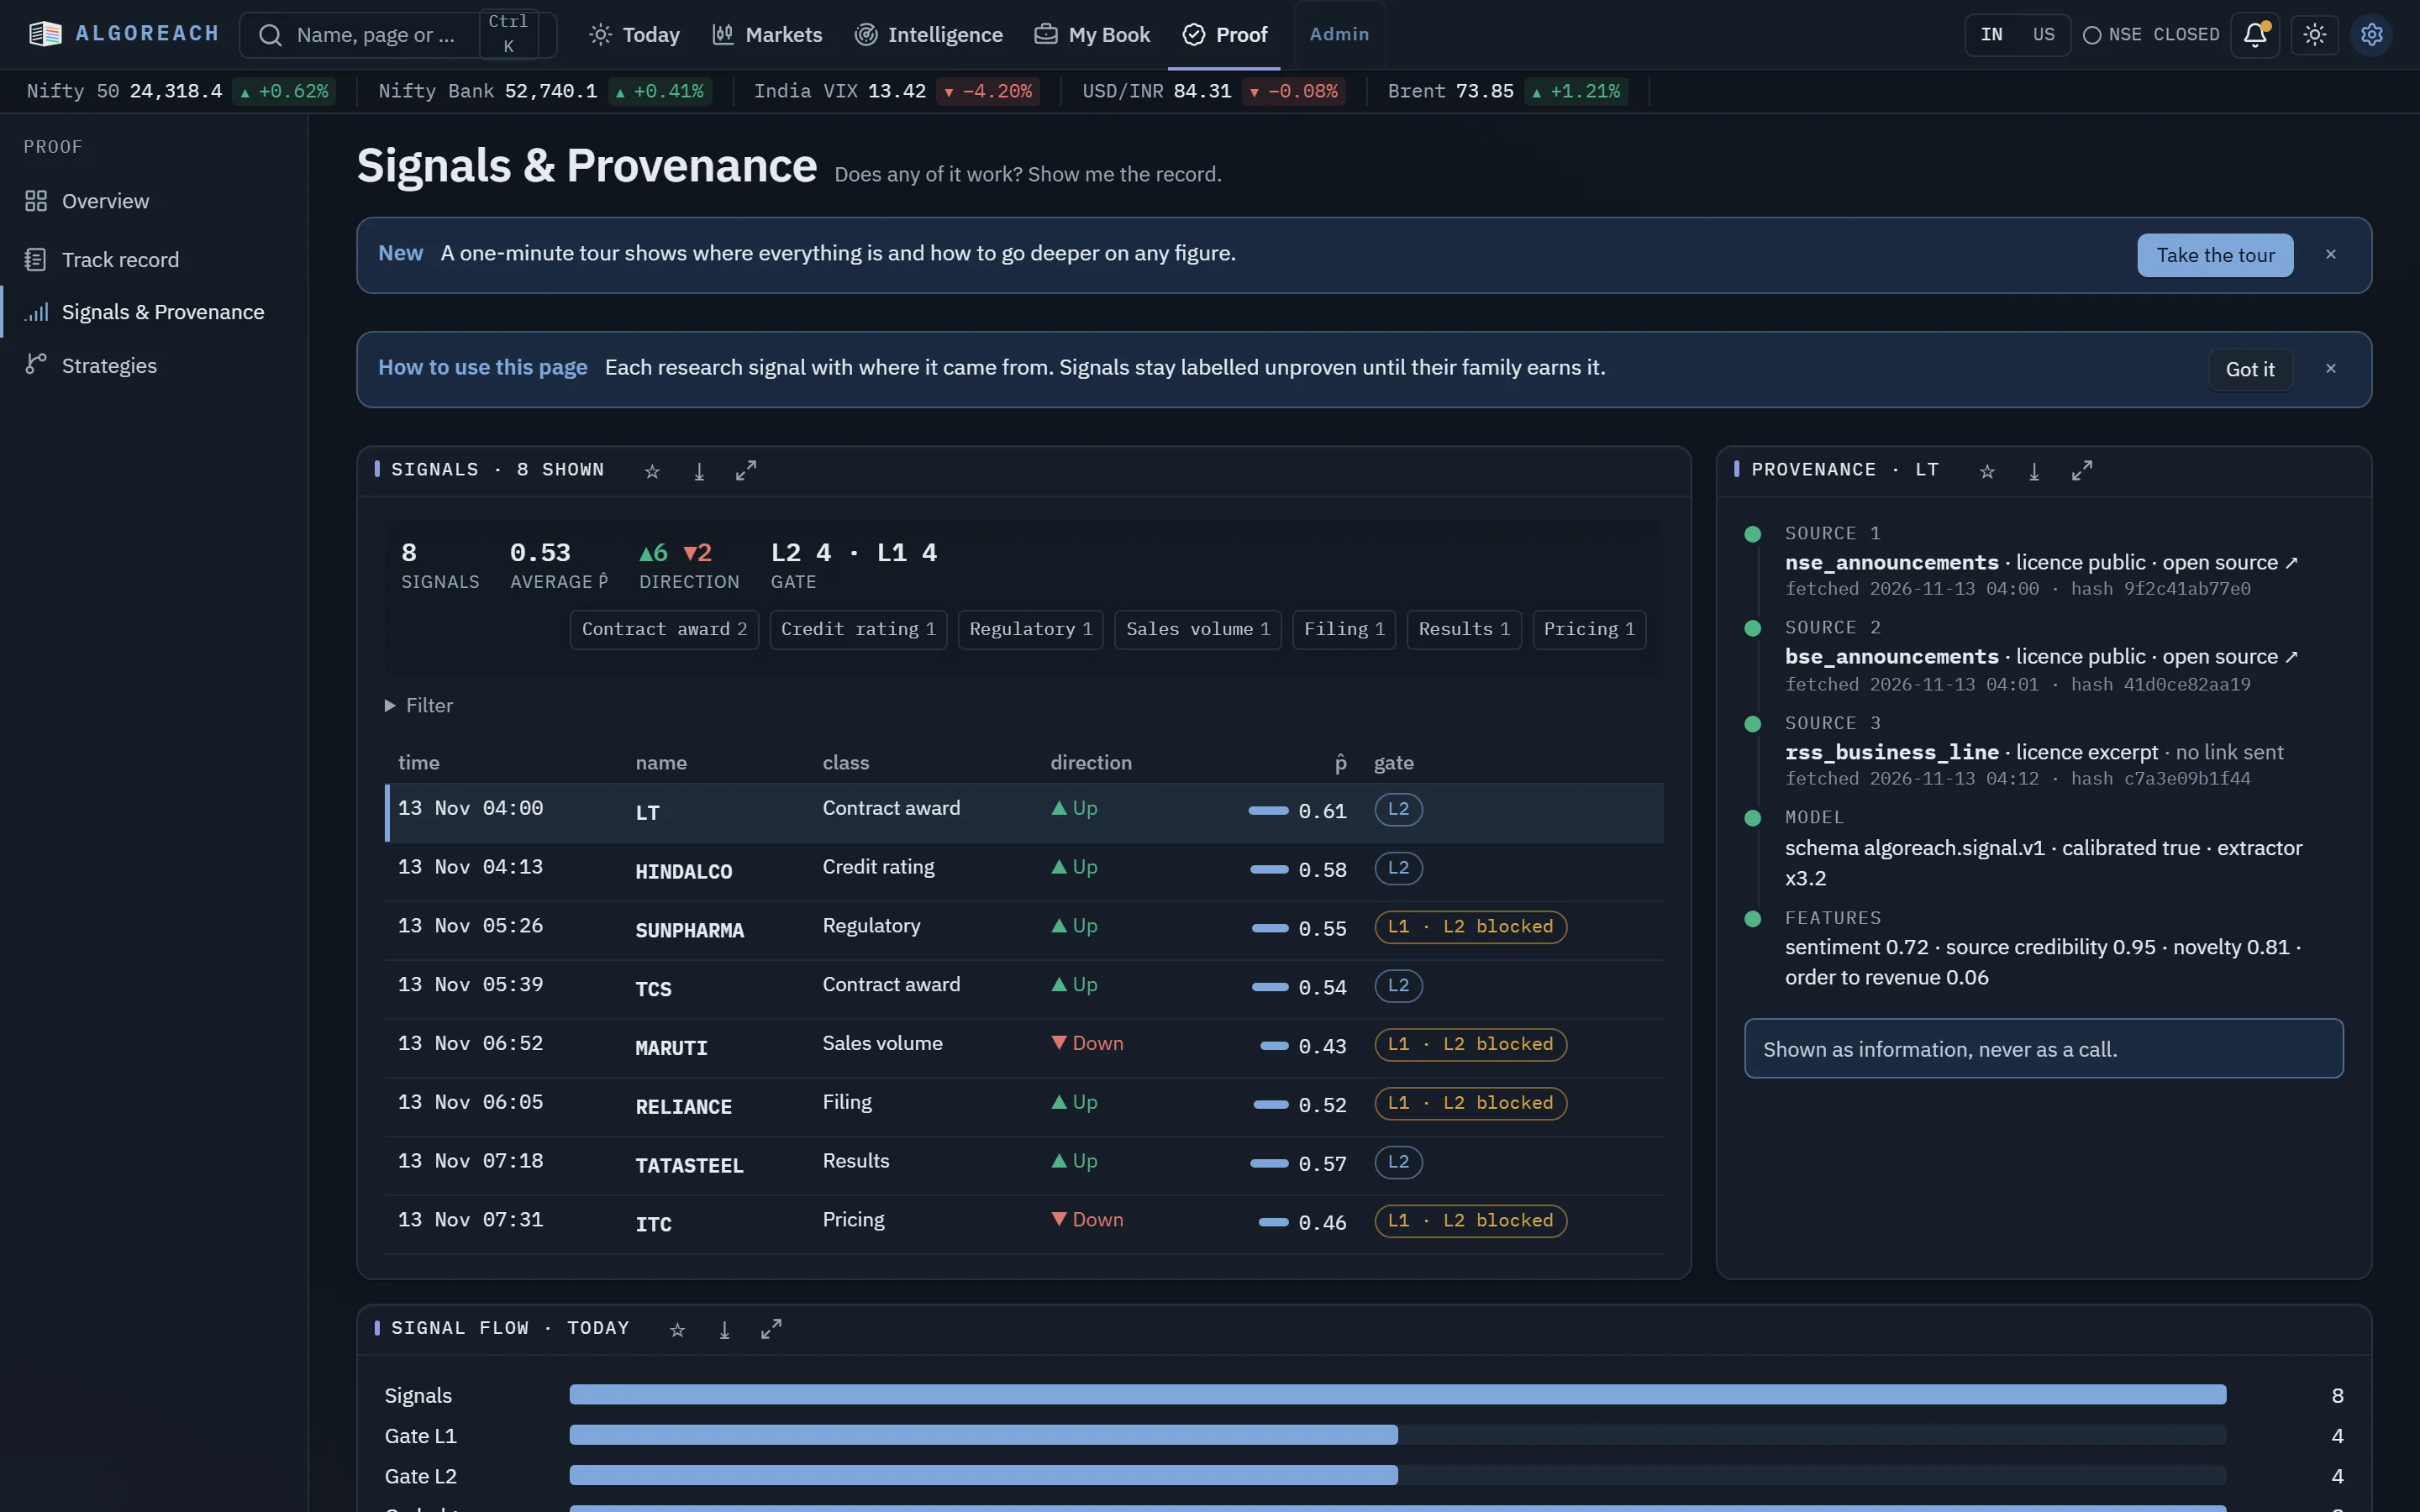 ALGOREACH
Name, page or ...
Ctrl K
Today
Markets
Intelligence
My Book
Proof
Admin
IN US
NSE CLOSED
Nifty 50 24,318.4 ▲ +0.62%
Nifty Bank 52,740.1 ▲ +0.41%
India VIX 13.42 ▼ −4.20%
USD/INR 84.31 ▼ −0.08%
Brent 73.85 ▲ +1.21%
PROOF
Overview
Track record
Signals & Provenance
Strategies
Signals & Provenance Does any of it work? Show me the record.
New A one-minute tour shows where everything is and how to go deeper on any figure.
Take the tour ×
How to use this page Each research signal with where it came from. Signals stay labelled unproven until their family earns it.
Got it ×
SIGNALS · 8 SHOWN
8 0.53 ▲6 ▼2 L2 4 · L1 4
SIGNALS AVERAGE P̂ DIRECTION GATE
Contract award 2 Credit rating 1 Regulatory 1 Sales volume 1 Filing 1 Results 1 Pricing 1
▶ Filter
time name class direction p̂ gate
13 Nov 04:00 LT Contract award ▲ Up 0.61 L2
13 Nov 04:13 HINDALCO Credit rating ▲ Up 0.58 L2
13 Nov 05:26 SUNPHARMA Regulatory ▲ Up 0.55 L1 · L2 blocked
13 Nov 05:39 TCS Contract award ▲ Up 0.54 L2
13 Nov 06:52 MARUTI Sales volume ▼ Down 0.43 L1 · L2 blocked
13 Nov 06:05 RELIANCE Filing ▲ Up 0.52 L1 · L2 blocked
13 Nov 07:18 TATASTEEL Results ▲ Up 0.57 L2
13 Nov 07:31 ITC Pricing ▼ Down 0.46 L1 · L2 blocked
PROVENANCE · LT
SOURCE 1
nse_announcements · licence public · open source ↗
fetched 2026-11-13 04:00 · hash 9f2c41ab77e0
SOURCE 2
bse_announcements · licence public · open source ↗
fetched 2026-11-13 04:01 · hash 41d0ce82aa19
SOURCE 3
rss_business_line · licence excerpt · no link sent
fetched 2026-11-13 04:12 · hash c7a3e09b1f44
MODEL
schema algoreach.signal.v1 · calibrated true · extractor
x3.2
FEATURES
sentiment 0.72 · source credibility 0.95 · novelty 0.81 ·
order to revenue 0.06
Shown as information, never as a call.
SIGNAL FLOW · TODAY
Signals 8
Gate L1 4
Gate L2 4